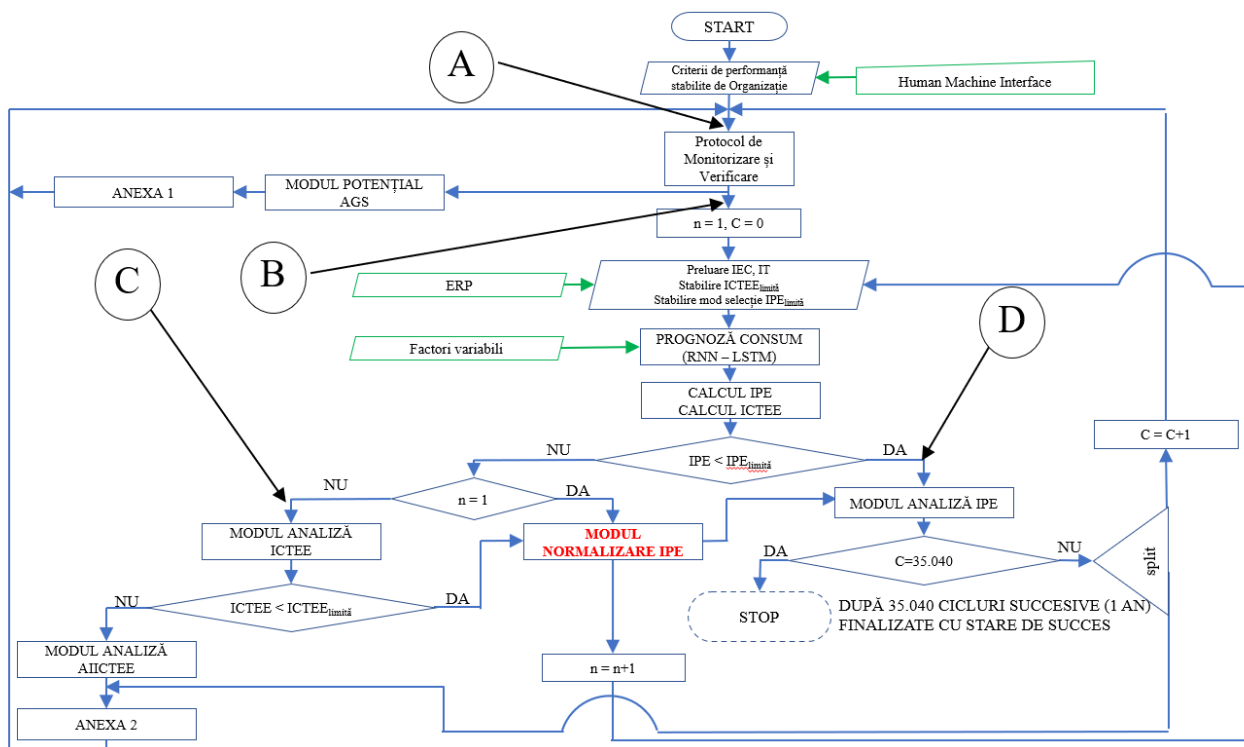 START
A
Criterii de performanță
stabilite de Organizație
Human Machine Interface
Protocol de
Monitorizare și
Verificare
ANEXA 1
MODUL POTENȚIAL
AGS
n = 1, C = 0
C
B
Preluare IEC, IT
Stabilire ICTEElimită
Stabilire mod selecție IPElimită
ERP
D
Factori variabili
PROGNOZĂ CONSUM
(RNN – LSTM)
CALCUL IPE
CALCUL ICTEE
C = C+1
NU
IPE < IPElimită
DA
NU
n = 1
DA
MODUL ANALIZĂ IPE
MODUL ANALIZĂ
ICTEE
MODUL
NORMALIZARE IPE
DA
C=35.040
NU
split
NU
ICTEE < ICTEElimită
DA
STOP
DUPĂ 35.040 CICLURI SUCCESIVE (1 AN)
FINALIZATE CU STARE DE SUCCES
MODUL ANALIZĂ
AIICTEE
n = n+1
ANEXA 2